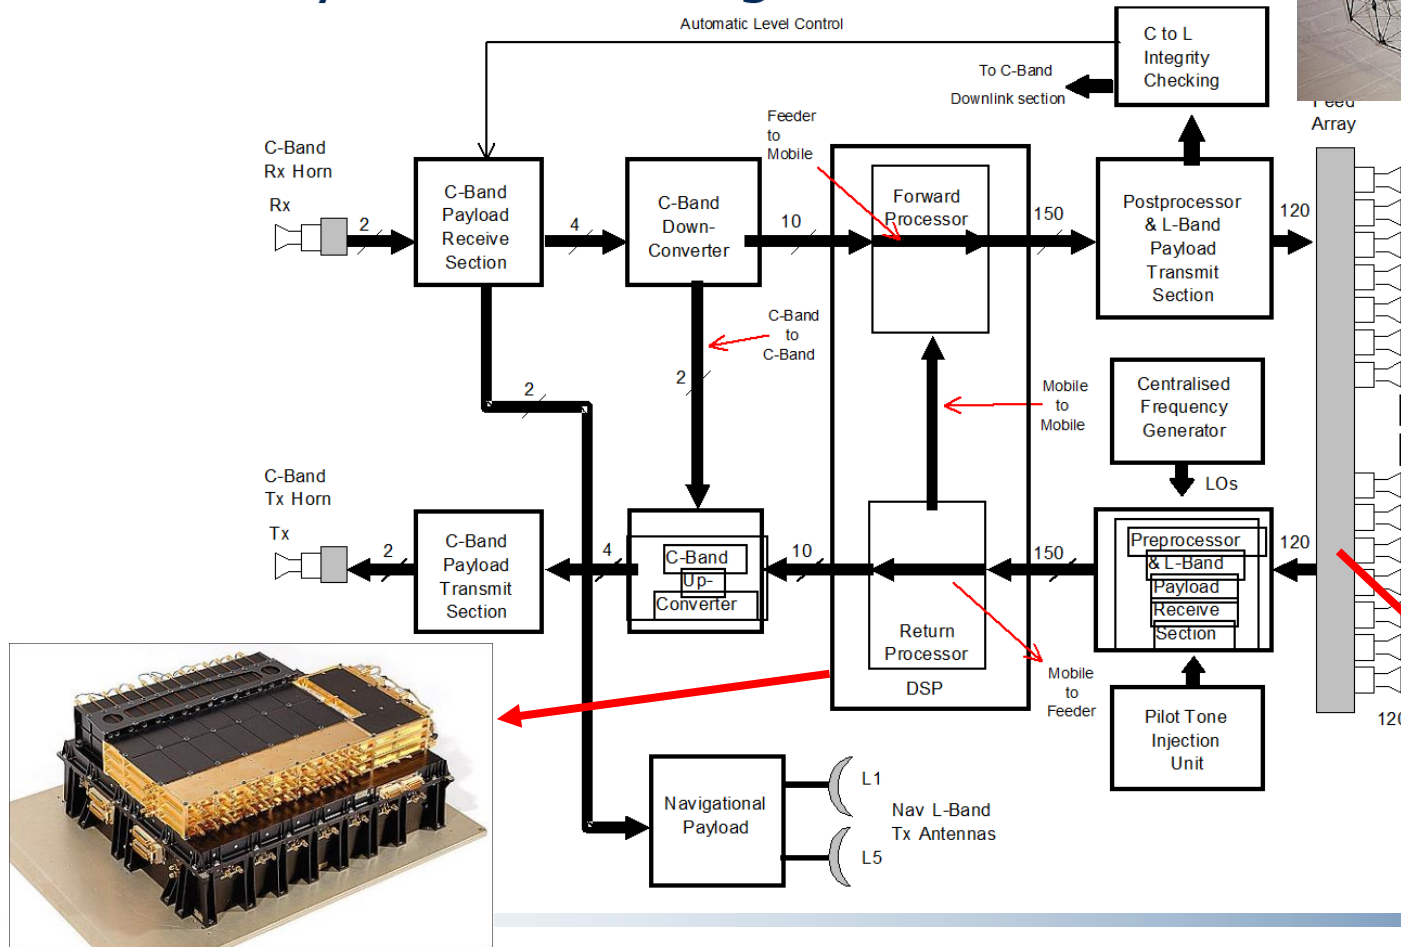 Automatic Level Control
C to L
Integrity
Checking
To C-Band
Downlink section
Feed
Array
Feeder
to
Mobile
C-Band
Rx Horn
Rx
2
C-Band
Payload
Receive
Section
4
C-Band
Down-
Converter
10
Forward
Processor
150
Postprocessor
& L-Band
Payload
Transmit
Section
120
C-Band
to
C-Band
2
2
Mobile
to
Mobile
Centralised
Frequency
Generator
LOs
C-Band
Tx Horn
Tx
2
C-Band
Payload
Transmit
Section
4
C-Band
Up-
Converter
10
Return
Processor
DSP
150
Preprocessor
& L-Band
Payload
Receive
Section
120
Mobile
to
Feeder
Pilot Tone
Injection
Unit
120
Navigational
Payload
L1
Nav L-Band
Tx Antennas
L5